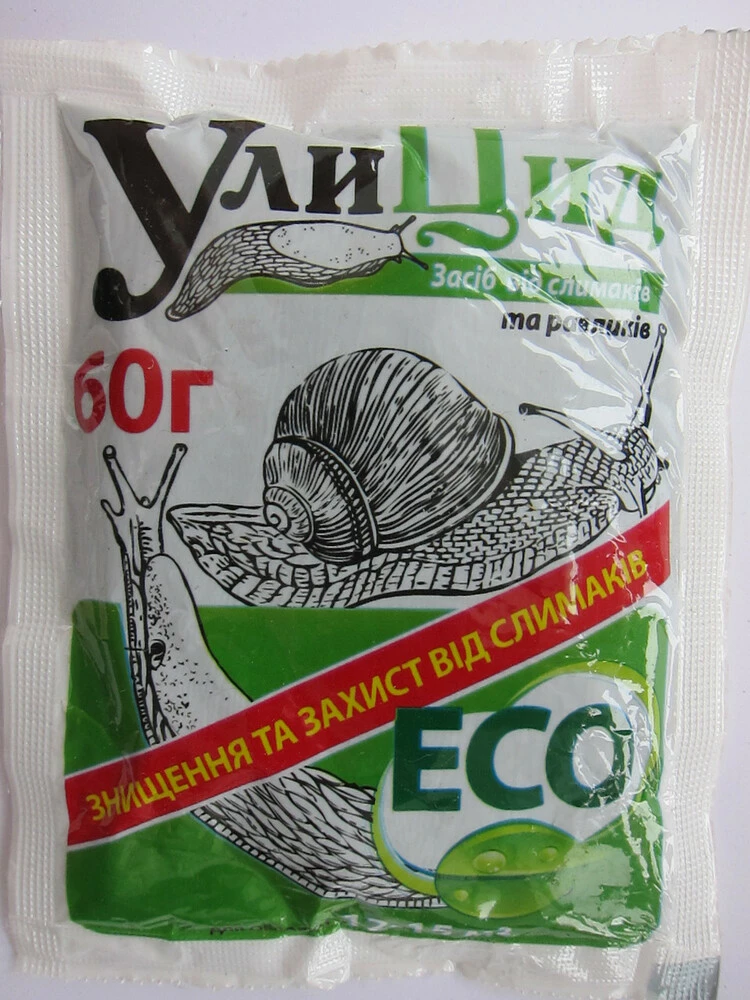 УлиЦид
Засіб від слимаків
та равликів
60г
ЗНИЩЕННЯ ТА ЗАХИСТ ВІД СЛИМАКІВ
ECO